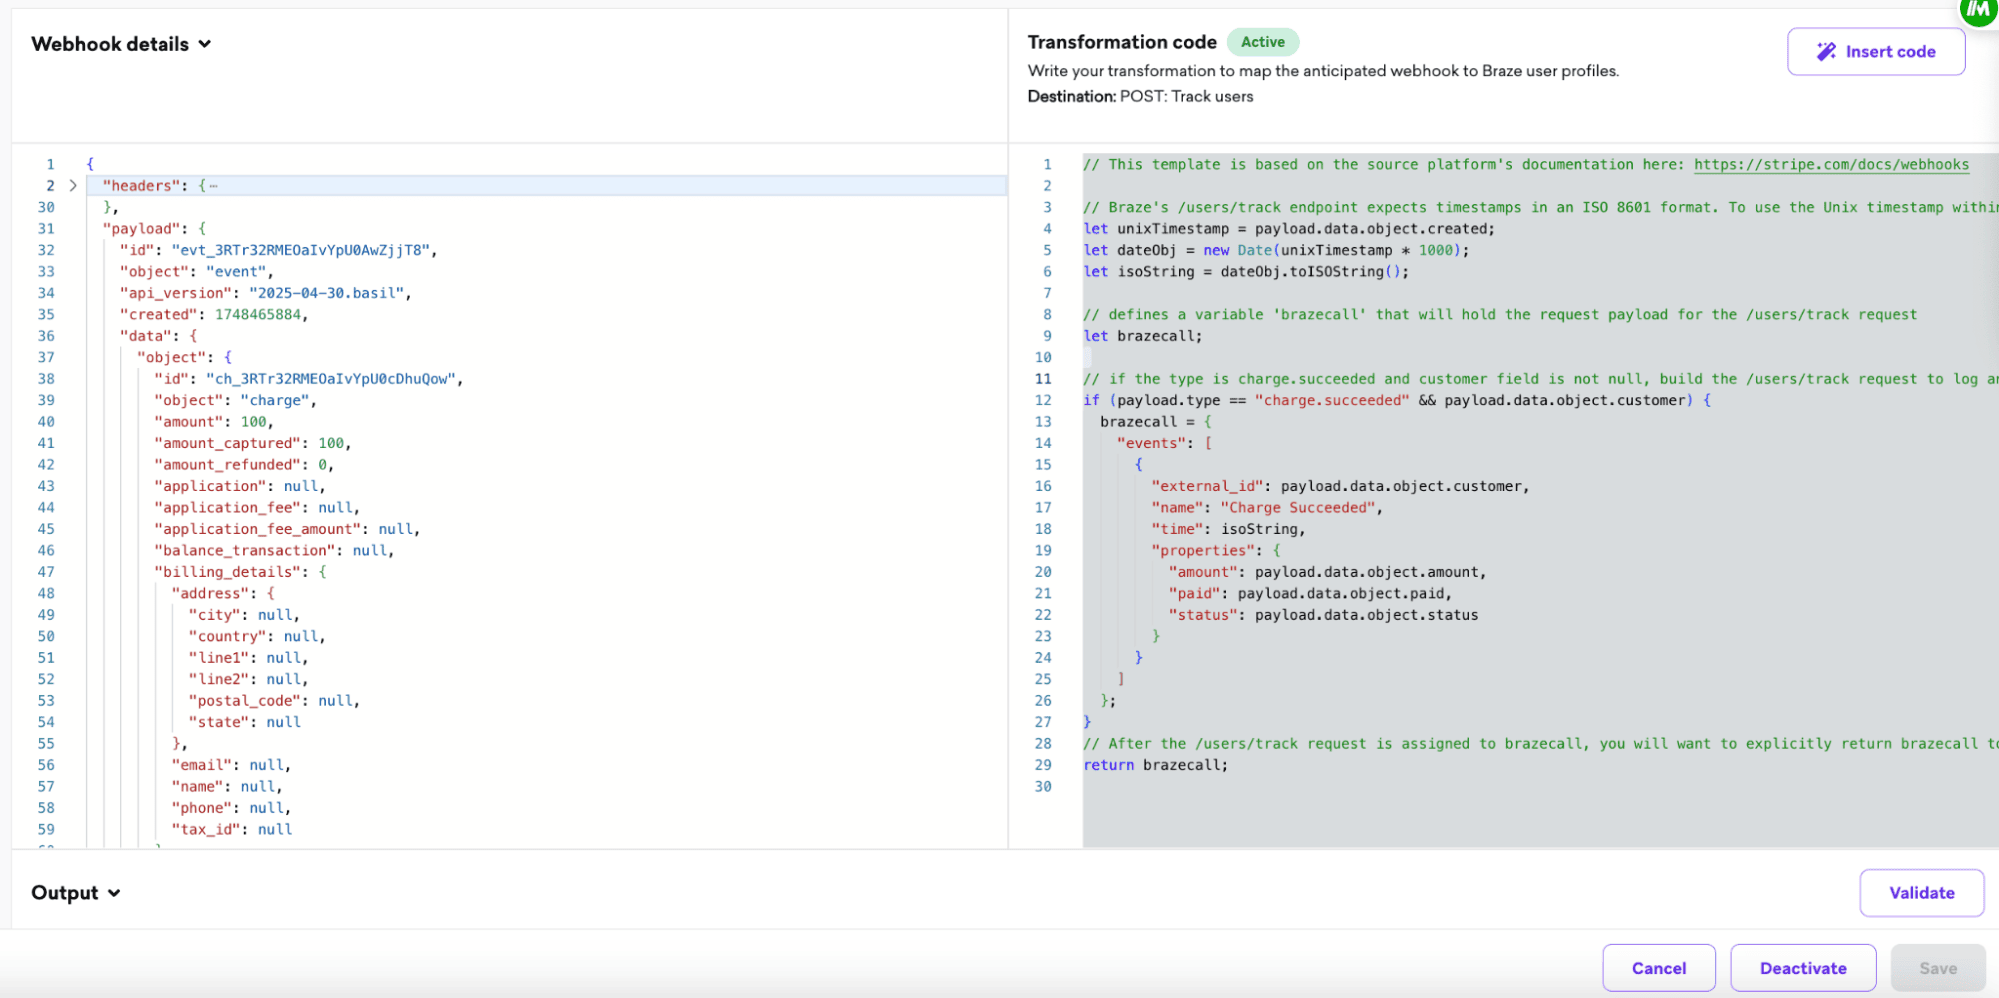 Webhook details
1 {
2 "headers": {
30 },
31 "payload": {
32 "id": "evt_3RTr32RMEOaIvYpU0AwZjjT8",
33 "object": "event",
34 "api_version": "2025-04-30.basil",
35 "created": 1748465884,
36 "data": {
37 "object": {
38 "id": "ch_3RTr32RMEOaIvYpU0cDhuQow",
39 "object": "charge",
40 "amount": 100,
41 "amount_captured": 100,
42 "amount_refunded": 0,
43 "application": null,
44 "application_fee": null,
45 "application_fee_amount": null,
46 "balance_transaction": null,
47 "billing_details": {
48 "address": {
49 "city": null,
50 "country": null,
51 "line1": null,
52 "line2": null,
53 "postal_code": null,
54 "state": null
55 },
56 "email": null,
57 "name": null,
58 "phone": null,
59 "tax_id": null
Transformation code Active
Insert code
Write your transformation to map the anticipated webhook to Braze user profiles.
Destination: POST: Track users
1 // This template is based on the source platform's documentation here: https://stripe.com/docs/webhooks
2
3 // Braze's /users/track endpoint expects timestamps in an ISO 8601 format. To use the Unix timestamp within
4 let unixTimestamp = payload.data.object.created;
5 let dateObj = new Date(unixTimestamp * 1000);
6 let isoString = dateObj.toISOString();
7
8 // defines a variable 'brazecall' that will hold the request payload for the /users/track request
9 let brazecall;
10
11 // if the type is charge.succeeded and customer field is not null, build the /users/track request to log
12 if (payload.type == "charge.succeeded" && payload.data.object.customer) {
13 brazecall = {
14 "events": [
15 {
16 "external_id": payload.data.object.customer,
17 "name": "Charge Succeeded",
18 "time": isoString,
19 "properties": {
20 "amount": payload.data.object.amount,
21 "paid": payload.data.object.paid,
22 "status": payload.data.object.status
23 }
24 }
25 ]
26 };
27 }
28 // After the /users/track request is assigned to brazecall, you will want to explicitly return brazecall
29 return brazecall;
30
Output
Validate
Cancel
Deactivate
Save